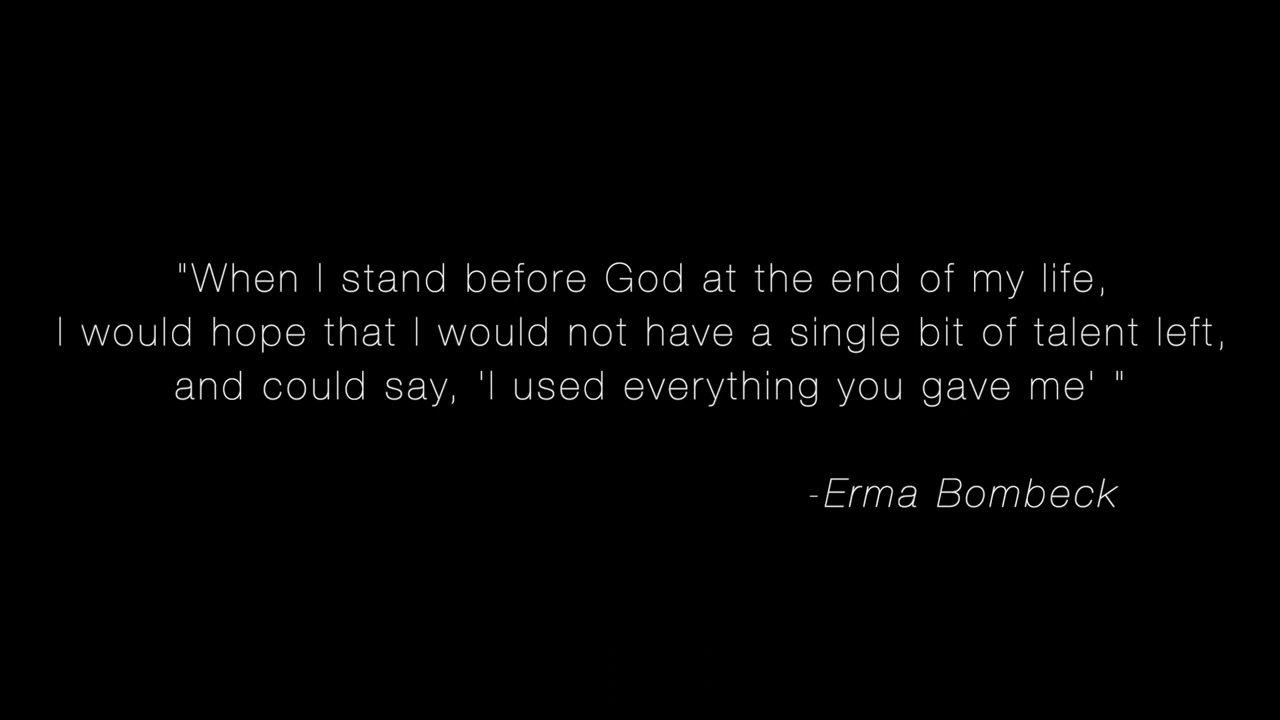 "When I stand before God at the end of my life,
I would hope that I would not have a single bit of talent left,
and could say, 'I used everything you gave me' "
-Erma Bombeck